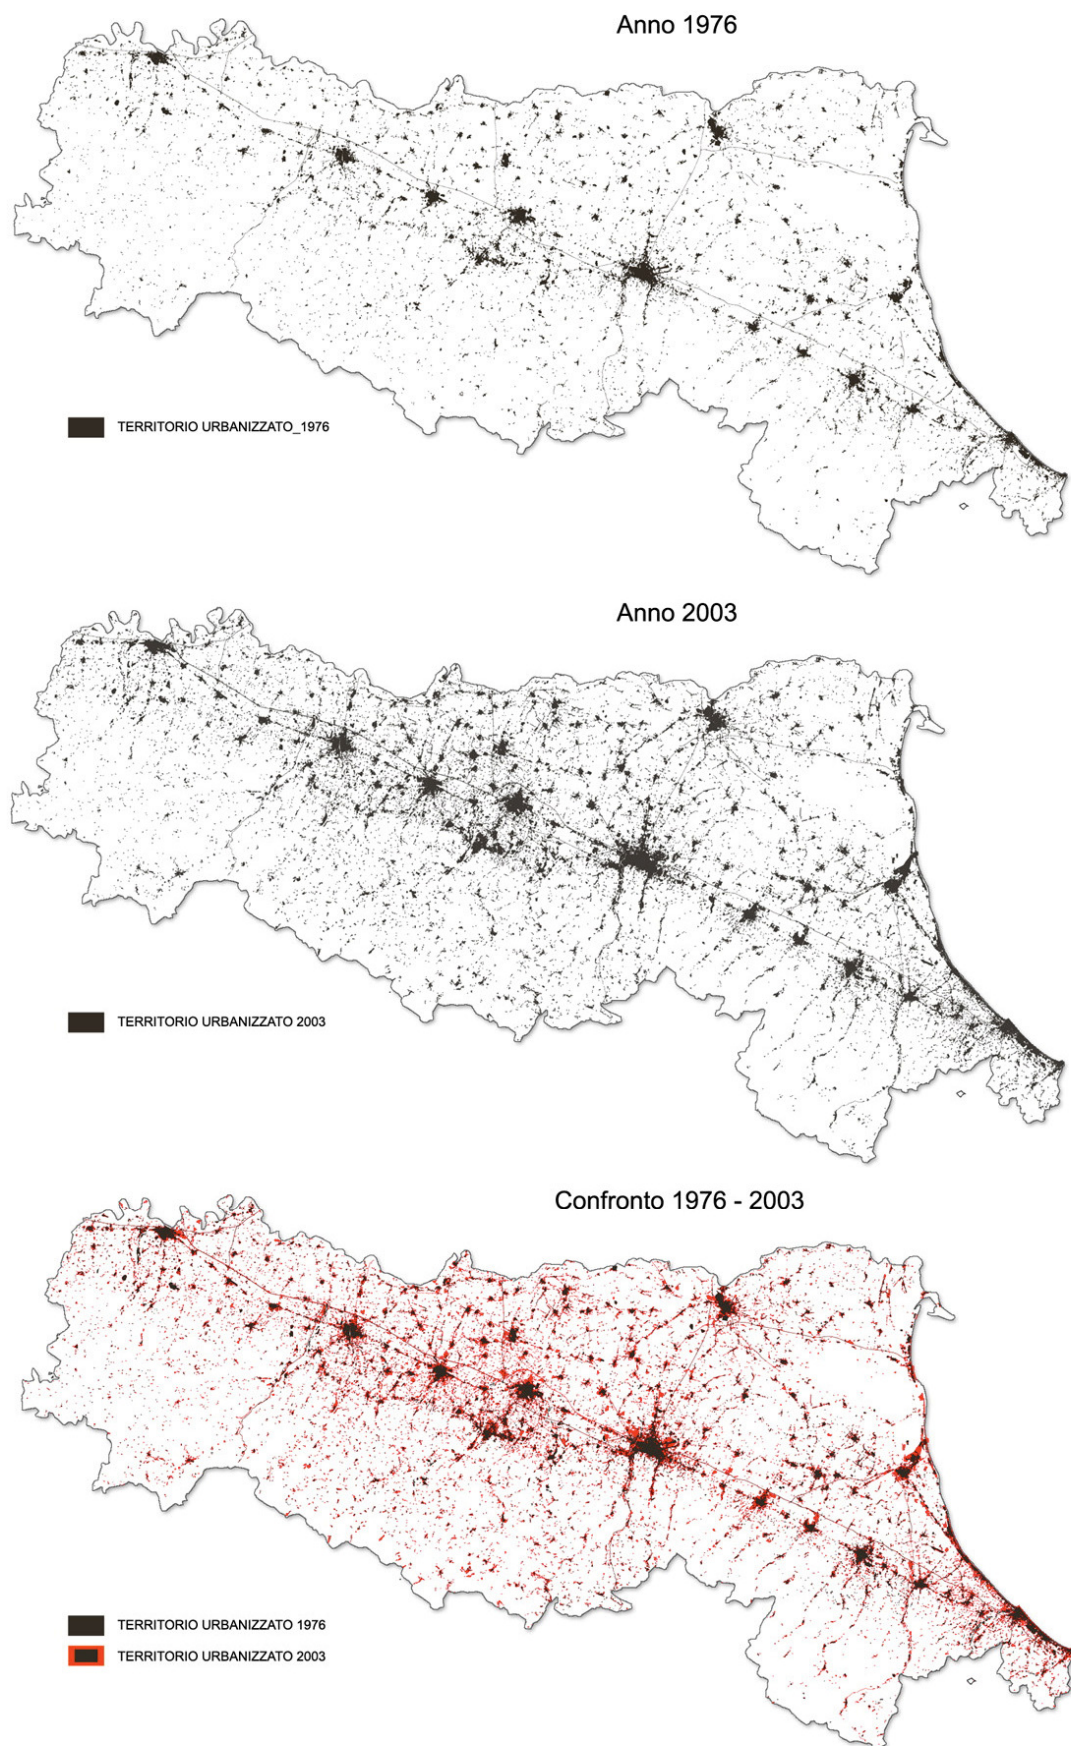 Anno 1976
TERRITORIO URBANIZZATO_1976
Anno 2003
TERRITORIO URBANIZZATO 2003
Confronto 1976 - 2003
TERRITORIO URBANIZZATO 1976
TERRITORIO URBANIZZATO 2003